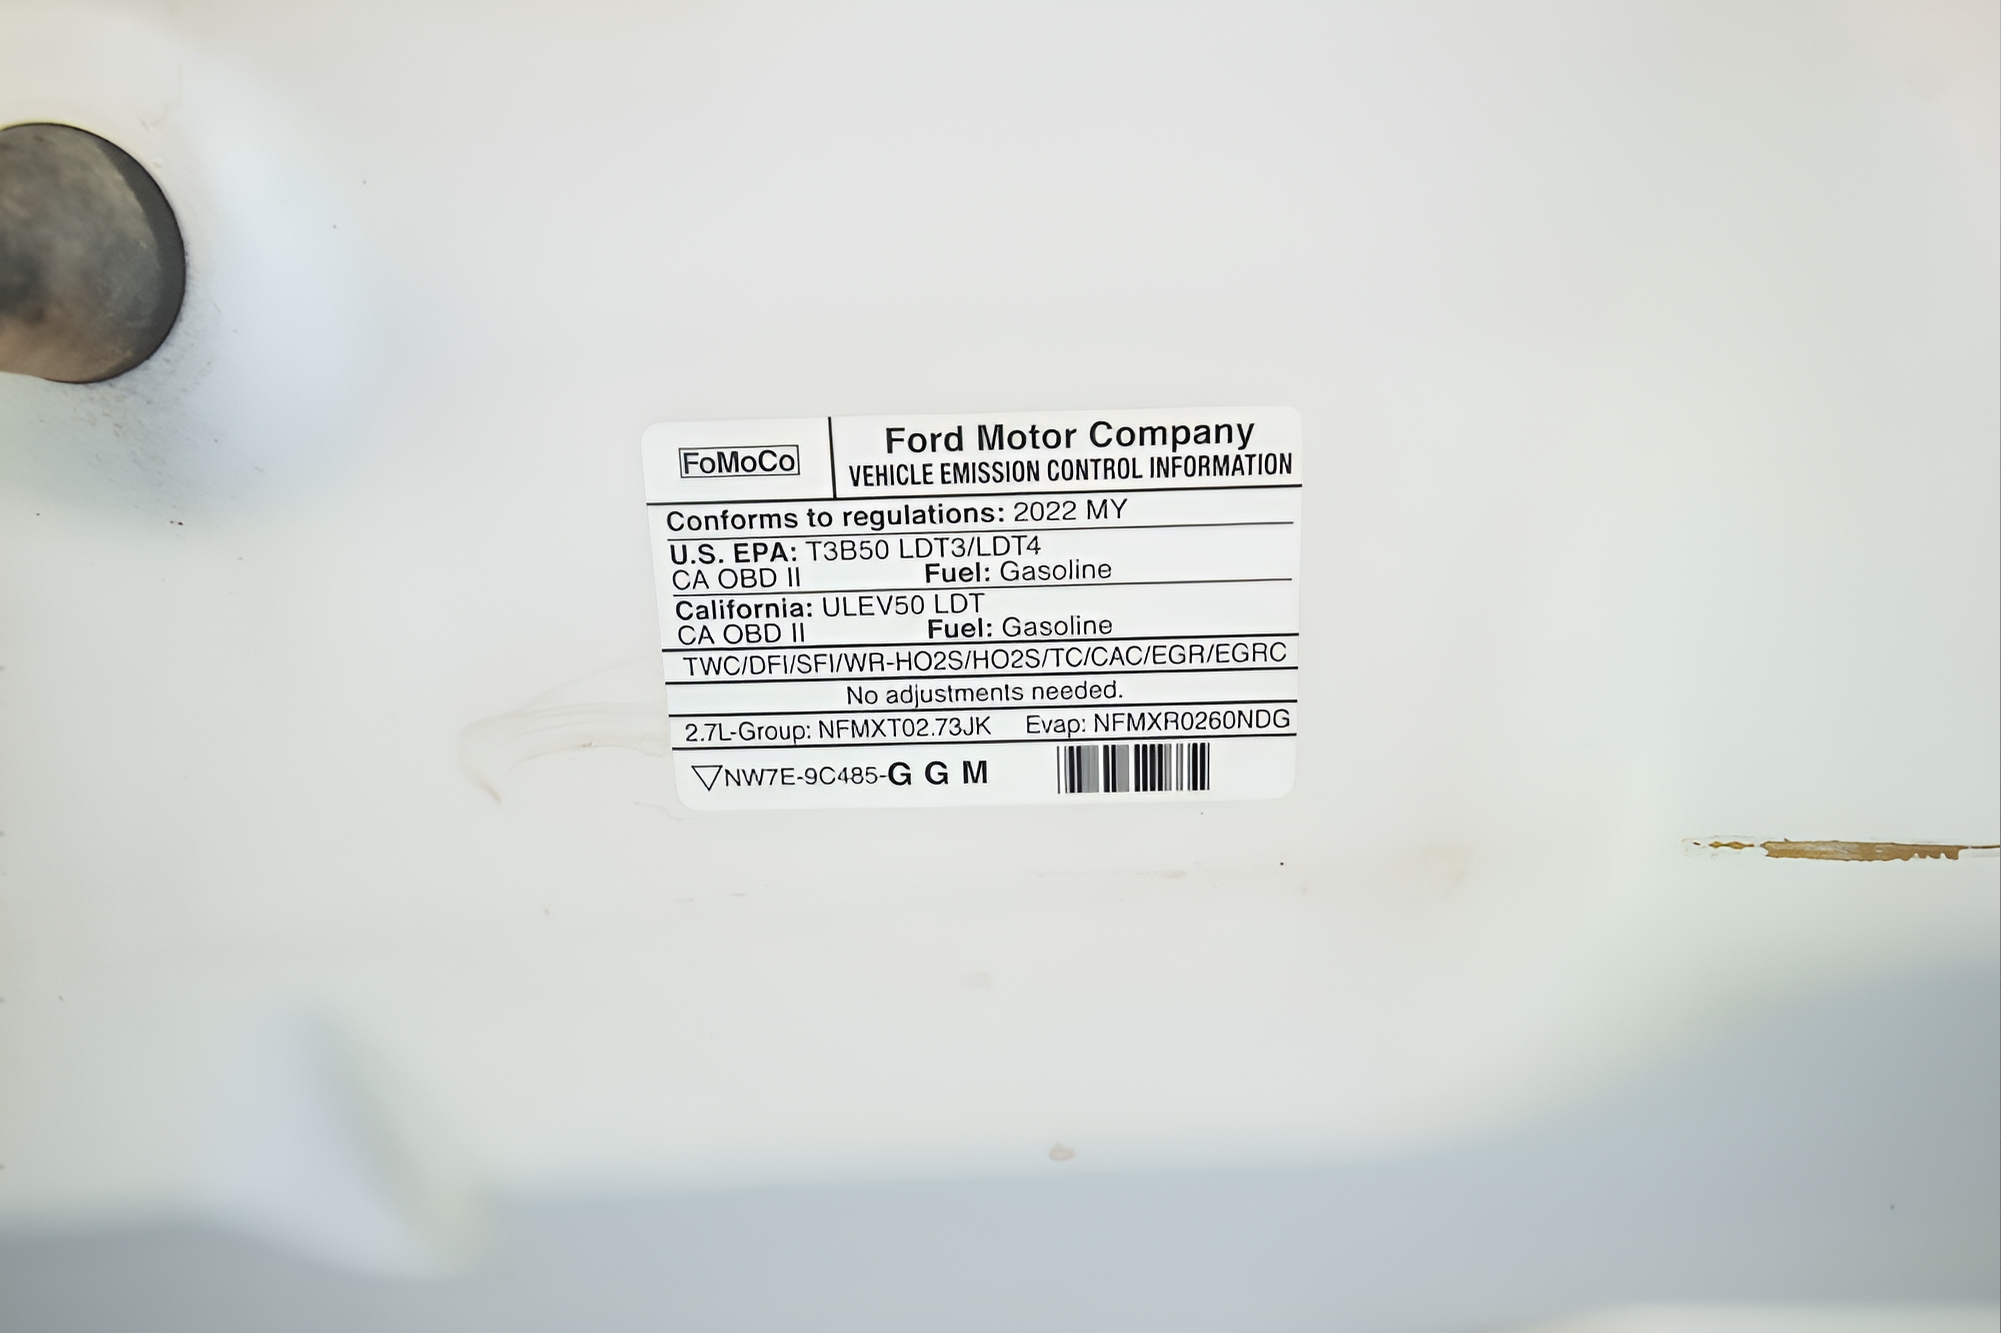 FoMoCo
Ford Motor Company
VEHICLE EMISSION CONTROL INFORMATION
Conforms to regulations: 2022 MY
U.S. EPA: T3B50 LDT3/LDT4
CA OBD II Fuel: Gasoline
California: ULEV50 LDT
CA OBD II Fuel: Gasoline
TWC/DFI/SFI/WR-HO2S/HO2S/TC/CAC/EGR/EGRC
No adjustments needed.
2.7L-Group: NFMXT02.73JK Evap: NFMXR0260NDG
NW7E-9C485-G G M